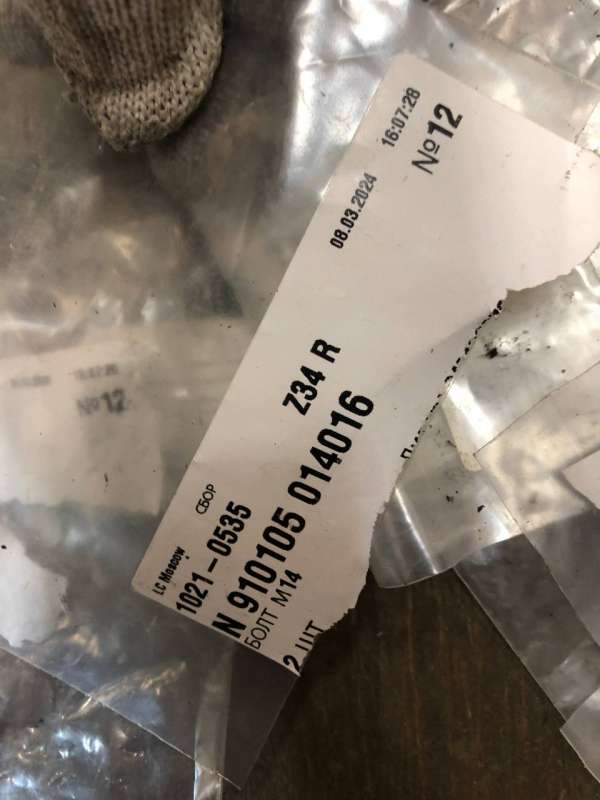 08.03.2024 16:07:28
№12
LC Moscow СБОР Z34 R
1021-0535
N 910105 014016
БОЛТ М14
2 ШТ
№12